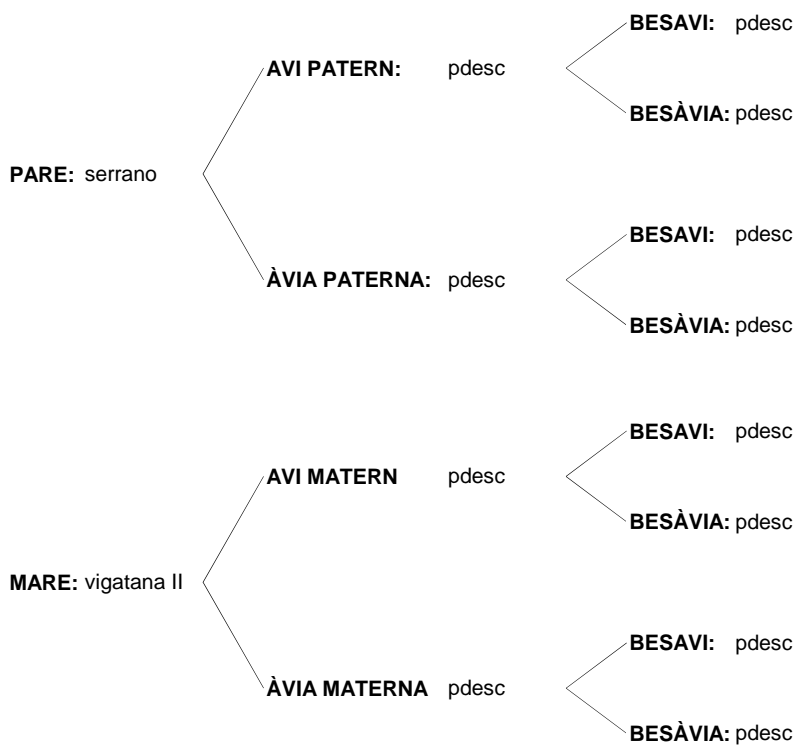 BESAVI: pdesc
AVI PATERN: pdesc
BESÀVIA: pdesc
PARE: serrano
BESAVI: pdesc
ÀVIA PATERNA: pdesc
BESÀVIA: pdesc
BESAVI: pdesc
AVI MATERN pdesc
BESÀVIA: pdesc
MARE: vigatana II
BESAVI: pdesc
ÀVIA MATERNA pdesc
BESÀVIA: pdesc